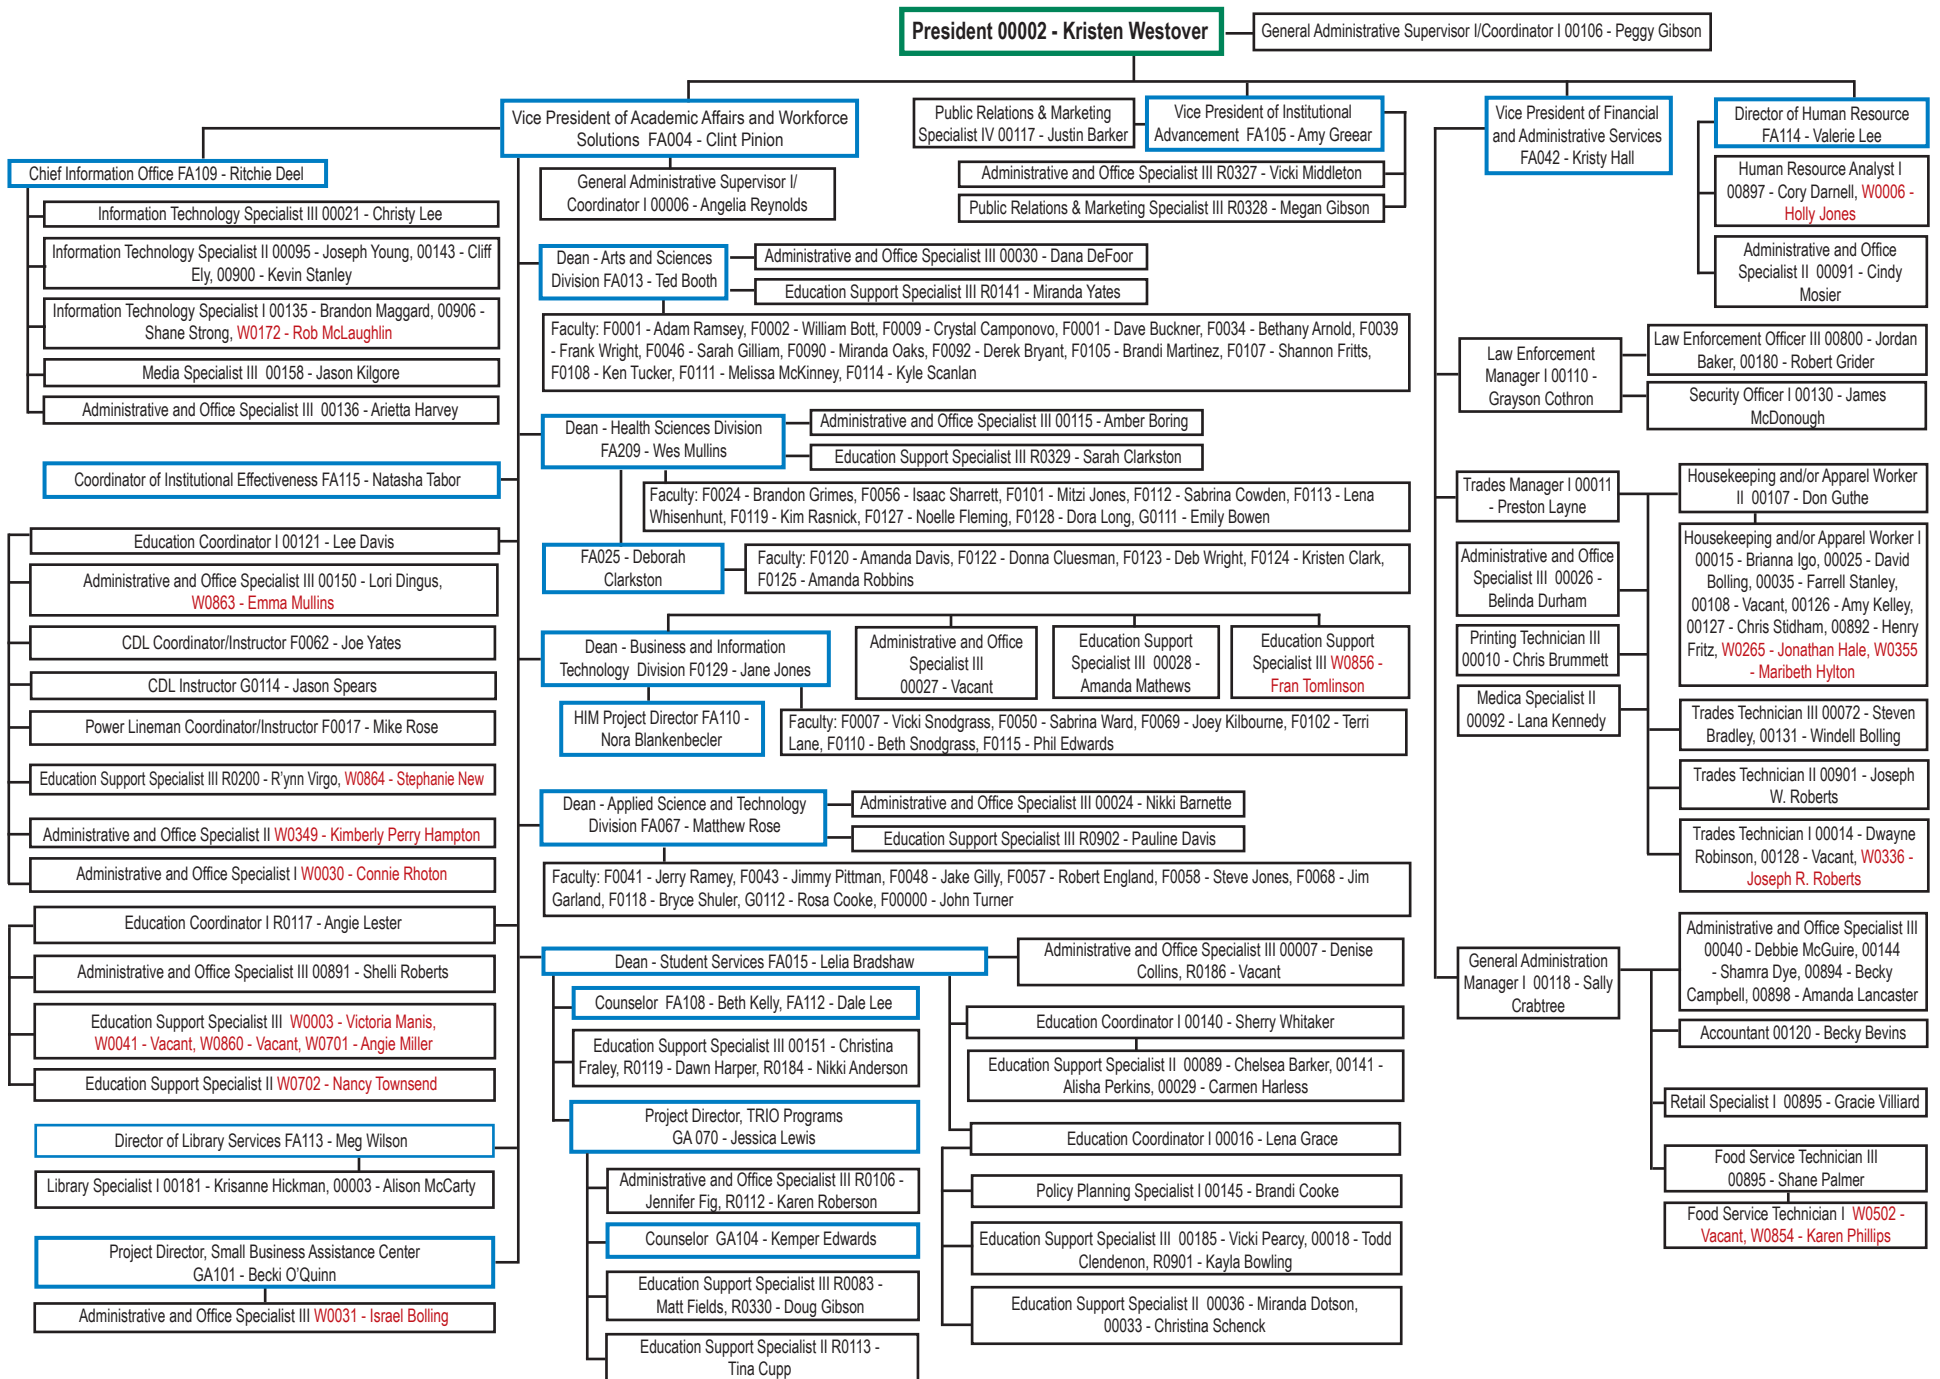 President 00002 - Kristen Westover
General Administrative Supervisor I/Coordinator I 00106 - Peggy Gibson
Vice President of Academic Affairs and Workforce
Solutions  FA004 - Clint Pinion
Public Relations & Marketing
Specialist IV 00117 - Justin Barker
Vice President of Institutional
Advancement  FA105 - Amy Greear
Vice President of Financial
and Administrative Services
FA042 - Kristy Hall
Director of Human Resource
FA114 - Valerie Lee
Chief Information Office FA109 - Ritchie Deel
Information Technology Specialist III 00021 - Christy Lee
Information Technology Specialist II 00095 - Joseph Young, 00143 - Cliff
Ely, 00900 - Kevin Stanley
Information Technology Specialist I 00135 - Brandon Maggard, 00906 -
Shane Strong, W0172 - Rob McLaughlin
Media Specialist III  00158 - Jason Kilgore
Administrative and Office Specialist III  00136 - Arietta Harvey
Coordinator of Institutional Effectiveness FA115 - Natasha Tabor
Education Coordinator I 00121 - Lee Davis
Administrative and Office Specialist III 00150 - Lori Dingus,
W0863 - Emma Mullins
CDL Coordinator/Instructor F0062 - Joe Yates
CDL Instructor G0114 - Jason Spears
Power Lineman Coordinator/Instructor F0017 - Mike Rose
Education Support Specialist III R0200 - R'ynn Virgo, W0864 - Stephanie New
Administrative and Office Specialist II W0349 - Kimberly Perry Hampton
Administrative and Office Specialist I W0030 - Connie Rhoton
Education Coordinator I R0117 - Angie Lester
Administrative and Office Specialist III 00891 - Shelli Roberts
Education Support Specialist III  W0003 - Victoria Manis,
W0041 - Vacant, W0860 - Vacant, W0701 - Angie Miller
Education Support Specialist II W0702 - Nancy Townsend
Director of Library Services FA113 - Meg Wilson
Library Specialist I 00181 - Krisanne Hickman, 00003 - Alison McCarty
Project Director, Small Business Assistance Center
GA101 - Becki O'Quinn
Administrative and Office Specialist III W0031 - Israel Bolling
General Administrative Supervisor I/
Coordinator I 00006 - Angelia Reynolds
Dean - Arts and Sciences
Division FA013 - Ted Booth
Administrative and Office Specialist III 00030 - Dana DeFoor
Education Support Specialist III R0141 - Miranda Yates
Faculty: F0001 - Adam Ramsey, F0002 - William Bott, F0009 - Crystal Camponovo, F0001 - Dave Buckner, F0034 - Bethany Arnold, F0039
- Frank Wright, F0046 - Sarah Gilliam, F0090 - Miranda Oaks, F0092 - Derek Bryant, F0105 - Brandi Martinez, F0107 - Shannon Fritts,
F0108 - Ken Tucker, F0111 - Melissa McKinney, F0114 - Kyle Scanlan
Dean - Health Sciences Division
FA209 - Wes Mullins
Administrative and Office Specialist III 00115 - Amber Boring
Education Support Specialist III R0329 - Sarah Clarkston
Faculty: F0024 - Brandon Grimes, F0056 - Isaac Sharrett, F0101 - Mitzi Jones, F0112 - Sabrina Cowden, F0113 - Lena
Whisenhunt, F0119 - Kim Rasnick, F0127 - Noelle Fleming, F0128 - Dora Long, G0111 - Emily Bowen
FA025 - Deborah
Clarkston
Faculty: F0120 - Amanda Davis, F0122 - Donna Cluesman, F0123 - Deb Wright, F0124 - Kristen Clark,
F0125 - Amanda Robbins
Dean - Business and Information
Technology  Division F0129 - Jane Jones
Administrative and Office
Specialist III
00027 - Vacant
Education Support
Specialist III  00028 -
Amanda Mathews
Education Support
Specialist III W0856 -
Fran Tomlinson
HIM Project Director FA110 -
Nora Blankenbecler
Faculty: F0007 - Vicki Snodgrass, F0050 - Sabrina Ward, F0069 - Joey Kilbourne, F0102 - Terri
Lane, F0110 - Beth Snodgrass, F0115 - Phil Edwards
Dean - Applied Science and Technology
Division FA067 - Matthew Rose
Administrative and Office Specialist III 00024 - Nikki Barnette
Education Support Specialist III R0902 - Pauline Davis
Faculty: F0041 - Jerry Ramey, F0043 - Jimmy Pittman, F0048 - Jake Gilly, F0057 - Robert England, F0058 - Steve Jones, F0068 - Jim
Garland, F0118 - Bryce Shuler, G0112 - Rosa Cooke, F00000 - John Turner
Dean - Student Services FA015 - Lelia Bradshaw
Administrative and Office Specialist III 00007 - Denise
Collins, R0186 - Vacant
Counselor  FA108 - Beth Kelly, FA112 - Dale Lee
Education Support Specialist III 00151 - Christina
Fraley, R0119 - Dawn Harper, R0184 - Nikki Anderson
Project Director, TRIO Programs
GA 070 - Jessica Lewis
Administrative and Office Specialist III R0106 -
Jennifer Fig, R0112 - Karen Roberson
Counselor  GA104 - Kemper Edwards
Education Support Specialist III R0083 -
Matt Fields, R0330 - Doug Gibson
Education Support Specialist II R0113 -
Tina Cupp
Education Coordinator I 00140 - Sherry Whitaker
Education Support Specialist II  00089 - Chelsea Barker, 00141 -
Alisha Perkins, 00029 - Carmen Harless
Education Coordinator I 00016 - Lena Grace
Policy Planning Specialist I 00145 - Brandi Cooke
Education Support Specialist III  00185 - Vicki Pearcy, 00018 - Todd
Clendenon, R0901 - Kayla Bowling
Education Support Specialist II  00036 - Miranda Dotson,
00033 - Christina Schenck
Administrative and Office Specialist III R0327 - Vicki Middleton
Public Relations & Marketing Specialist III R0328 - Megan Gibson
Human Resource Analyst I
00897 - Cory Darnell, W0006 -
Holly Jones
Administrative and Office
Specialist II  00091 - Cindy
Mosier
Law Enforcement
Manager I 00110 -
Grayson Cothron
Law Enforcement Officer III 00800 - Jordan
Baker, 00180 - Robert Grider
Security Officer I 00130 - James
McDonough
Trades Manager I 00011
- Preston Layne
Administrative and Office
Specialist III  00026 -
Belinda Durham
Printing Technician III
00010 - Chris Brummett
Medica Specialist II
00092 - Lana Kennedy
Housekeeping and/or Apparel Worker
II  00107 - Don Guthe
Housekeeping and/or Apparel Worker I
00015 - Brianna Igo, 00025 - David
Bolling, 00035 - Farrell Stanley,
00108 - Vacant, 00126 - Amy Kelley,
00127 - Chris Stidham, 00892 - Henry
Fritz, W0265 - Jonathan Hale, W0355
- Maribeth Hylton
Trades Technician III 00072 - Steven
Bradley, 00131 - Windell Bolling
Trades Technician II 00901 - Joseph
W. Roberts
Trades Technician I 00014 - Dwayne
Robinson, 00128 - Vacant, W0336 -
Joseph R. Roberts
General Administration
Manager I  00118 - Sally
Crabtree
Administrative and Office Specialist III
00040 - Debbie McGuire, 00144
- Shamra Dye, 00894 - Becky
Campbell, 00898 - Amanda Lancaster
Accountant 00120 - Becky Bevins
Retail Specialist I  00895 - Gracie Villiard
Food Service Technician III
00895 - Shane Palmer
Food Service Technician I  W0502 -
Vacant, W0854 - Karen Phillips